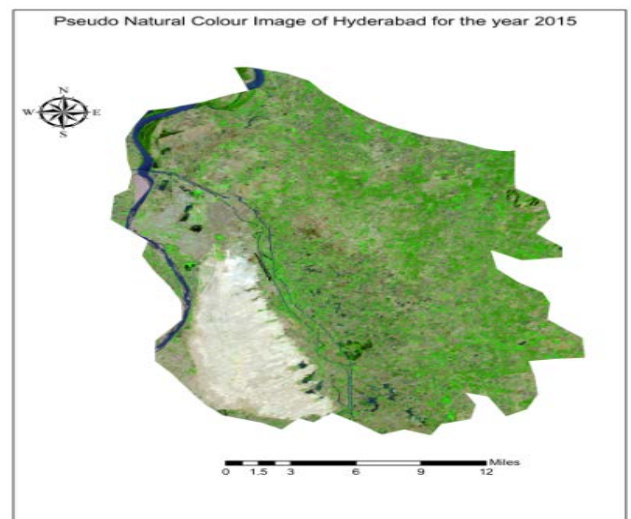 Pseudo Natural Colour Image of Hyderabad for the year 2015
N
W E
S
Miles
0 1.5 3 6 9 12